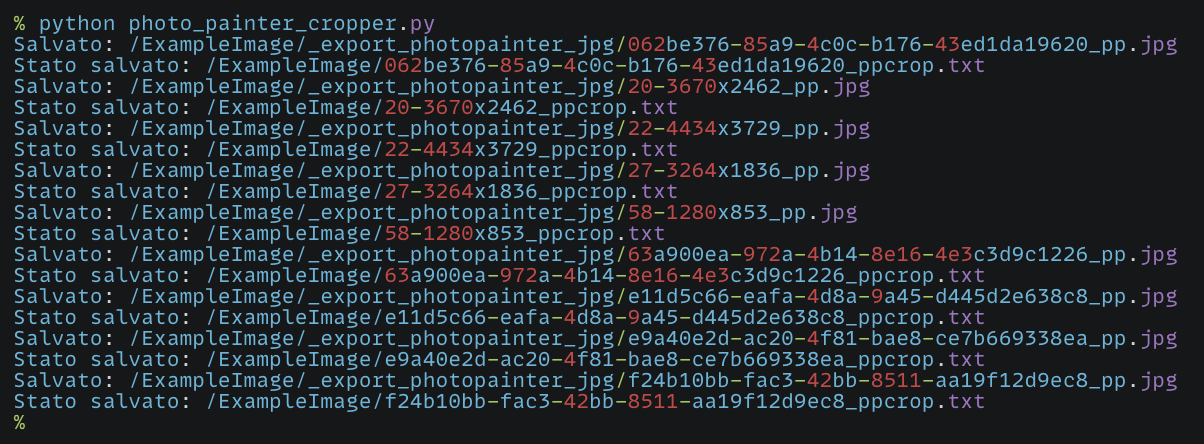 % python photo_painter_cropper.py
Salvato: /ExampleImage/_export_photopainter_jpg/062be376-85a9-4c0c-b176-43ed1da19620_pp.jpg
Stato salvato: /ExampleImage/062be376-85a9-4c0c-b176-43ed1da19620_ppcrop.txt
Salvato: /ExampleImage/_export_photopainter_jpg/20-3670x2462_pp.jpg
Stato salvato: /ExampleImage/20-3670x2462_ppcrop.txt
Salvato: /ExampleImage/_export_photopainter_jpg/22-4434x3729_pp.jpg
Stato salvato: /ExampleImage/22-4434x3729_ppcrop.txt
Salvato: /ExampleImage/_export_photopainter_jpg/27-3264x1836_pp.jpg
Stato salvato: /ExampleImage/27-3264x1836_ppcrop.txt
Salvato: /ExampleImage/_export_photopainter_jpg/58-1280x853_pp.jpg
Stato salvato: /ExampleImage/58-1280x853_ppcrop.txt
Salvato: /ExampleImage/_export_photopainter_jpg/63a900ea-972a-4b14-8e16-4e3c3d9c1226_pp.jpg
Stato salvato: /ExampleImage/63a900ea-972a-4b14-8e16-4e3c3d9c1226_ppcrop.txt
Salvato: /ExampleImage/_export_photopainter_jpg/e11d5c66-eafa-4d8a-9a45-d445d2e638c8_pp.jpg
Stato salvato: /ExampleImage/e11d5c66-eafa-4d8a-9a45-d445d2e638c8_ppcrop.txt
Salvato: /ExampleImage/_export_photopainter_jpg/e9a40e2d-ac20-4f81-bae8-ce7b669338ea_pp.jpg
Stato salvato: /ExampleImage/e9a40e2d-ac20-4f81-bae8-ce7b669338ea_ppcrop.txt
Salvato: /ExampleImage/_export_photopainter_jpg/f24b10bb-fac3-42bb-8511-aa19f12d9ec8_pp.jpg
Stato salvato: /ExampleImage/f24b10bb-fac3-42bb-8511-aa19f12d9ec8_ppcrop.txt
%